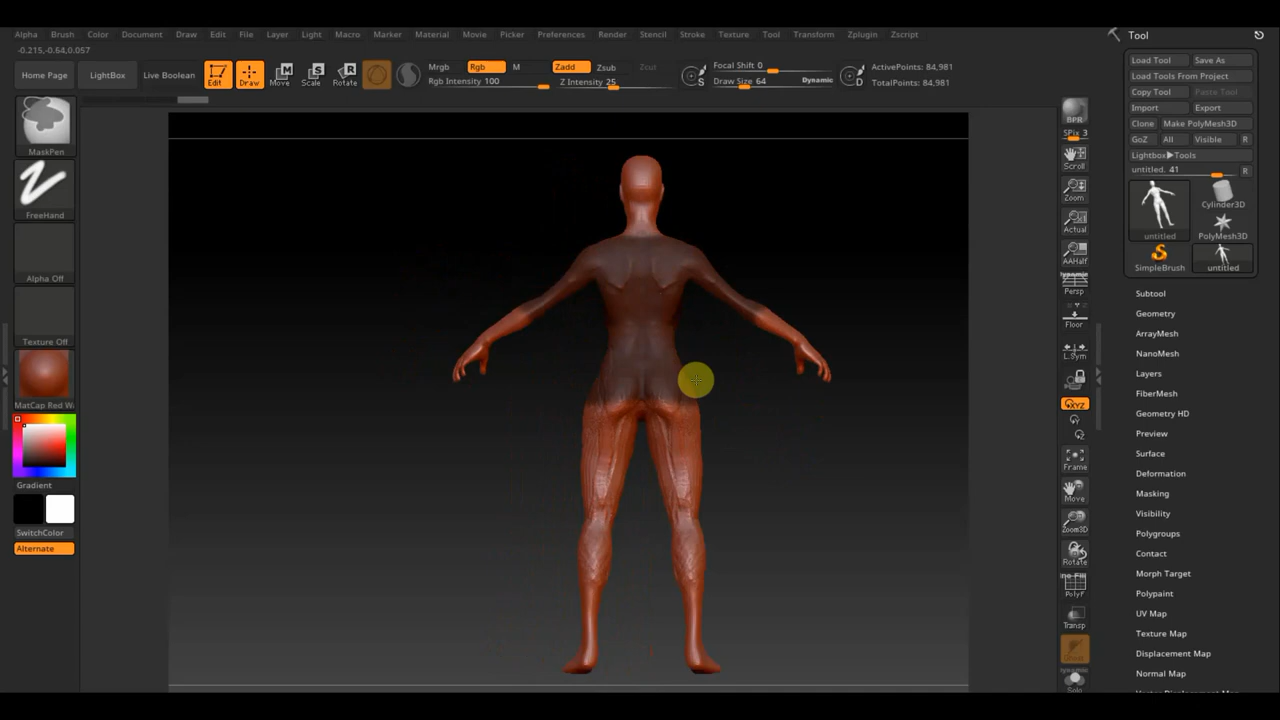 Alpha Brush Color Document Draw Edit File Layer Light Macro Marker Material Movie Picker Preferences Render Stencil Stroke Texture Tool Transform Zplugin Zscript
-0.215,-0.64,0.057
Home Page
LightBox
Live Boolean
Edit
Draw
Move
Scale
Rotate
Mrgb Rgb M
Rgb Intensity 100
Zadd Zsub Zcut
Z Intensity 25
S
Focal Shift 0
Draw Size 64 Dynamic
D
ActivePoints: 84,981
TotalPoints: 84,981
MaskPen
FreeHand
Alpha Off
Texture Off
MatCap Red W
Gradient
SwitchColor
Alternate
BPR
SPix 3
Scroll
Zoom
Actual
AAHalf
Dynamic
Persp
Floor
L.Sym
XYZ
Frame
Move
Zoom3D
Rotate
PolyF
Transp
Dynamic
Solo
Tool
Load Tool Save As
Load Tools From Project
Copy Tool Paste Tool
Import Export
Clone Make PolyMesh3D
GoZ All Visible R
Lightbox▶Tools
untitled. 41 R
untitled
Cylinder3D
PolyMesh3D
SimpleBrush
untitled
Subtool
Geometry
ArrayMesh
NanoMesh
Layers
FiberMesh
Geometry HD
Preview
Surface
Deformation
Masking
Visibility
Polygroups
Contact
Morph Target
Polypaint
UV Map
Texture Map
Displacement Map
Normal Map